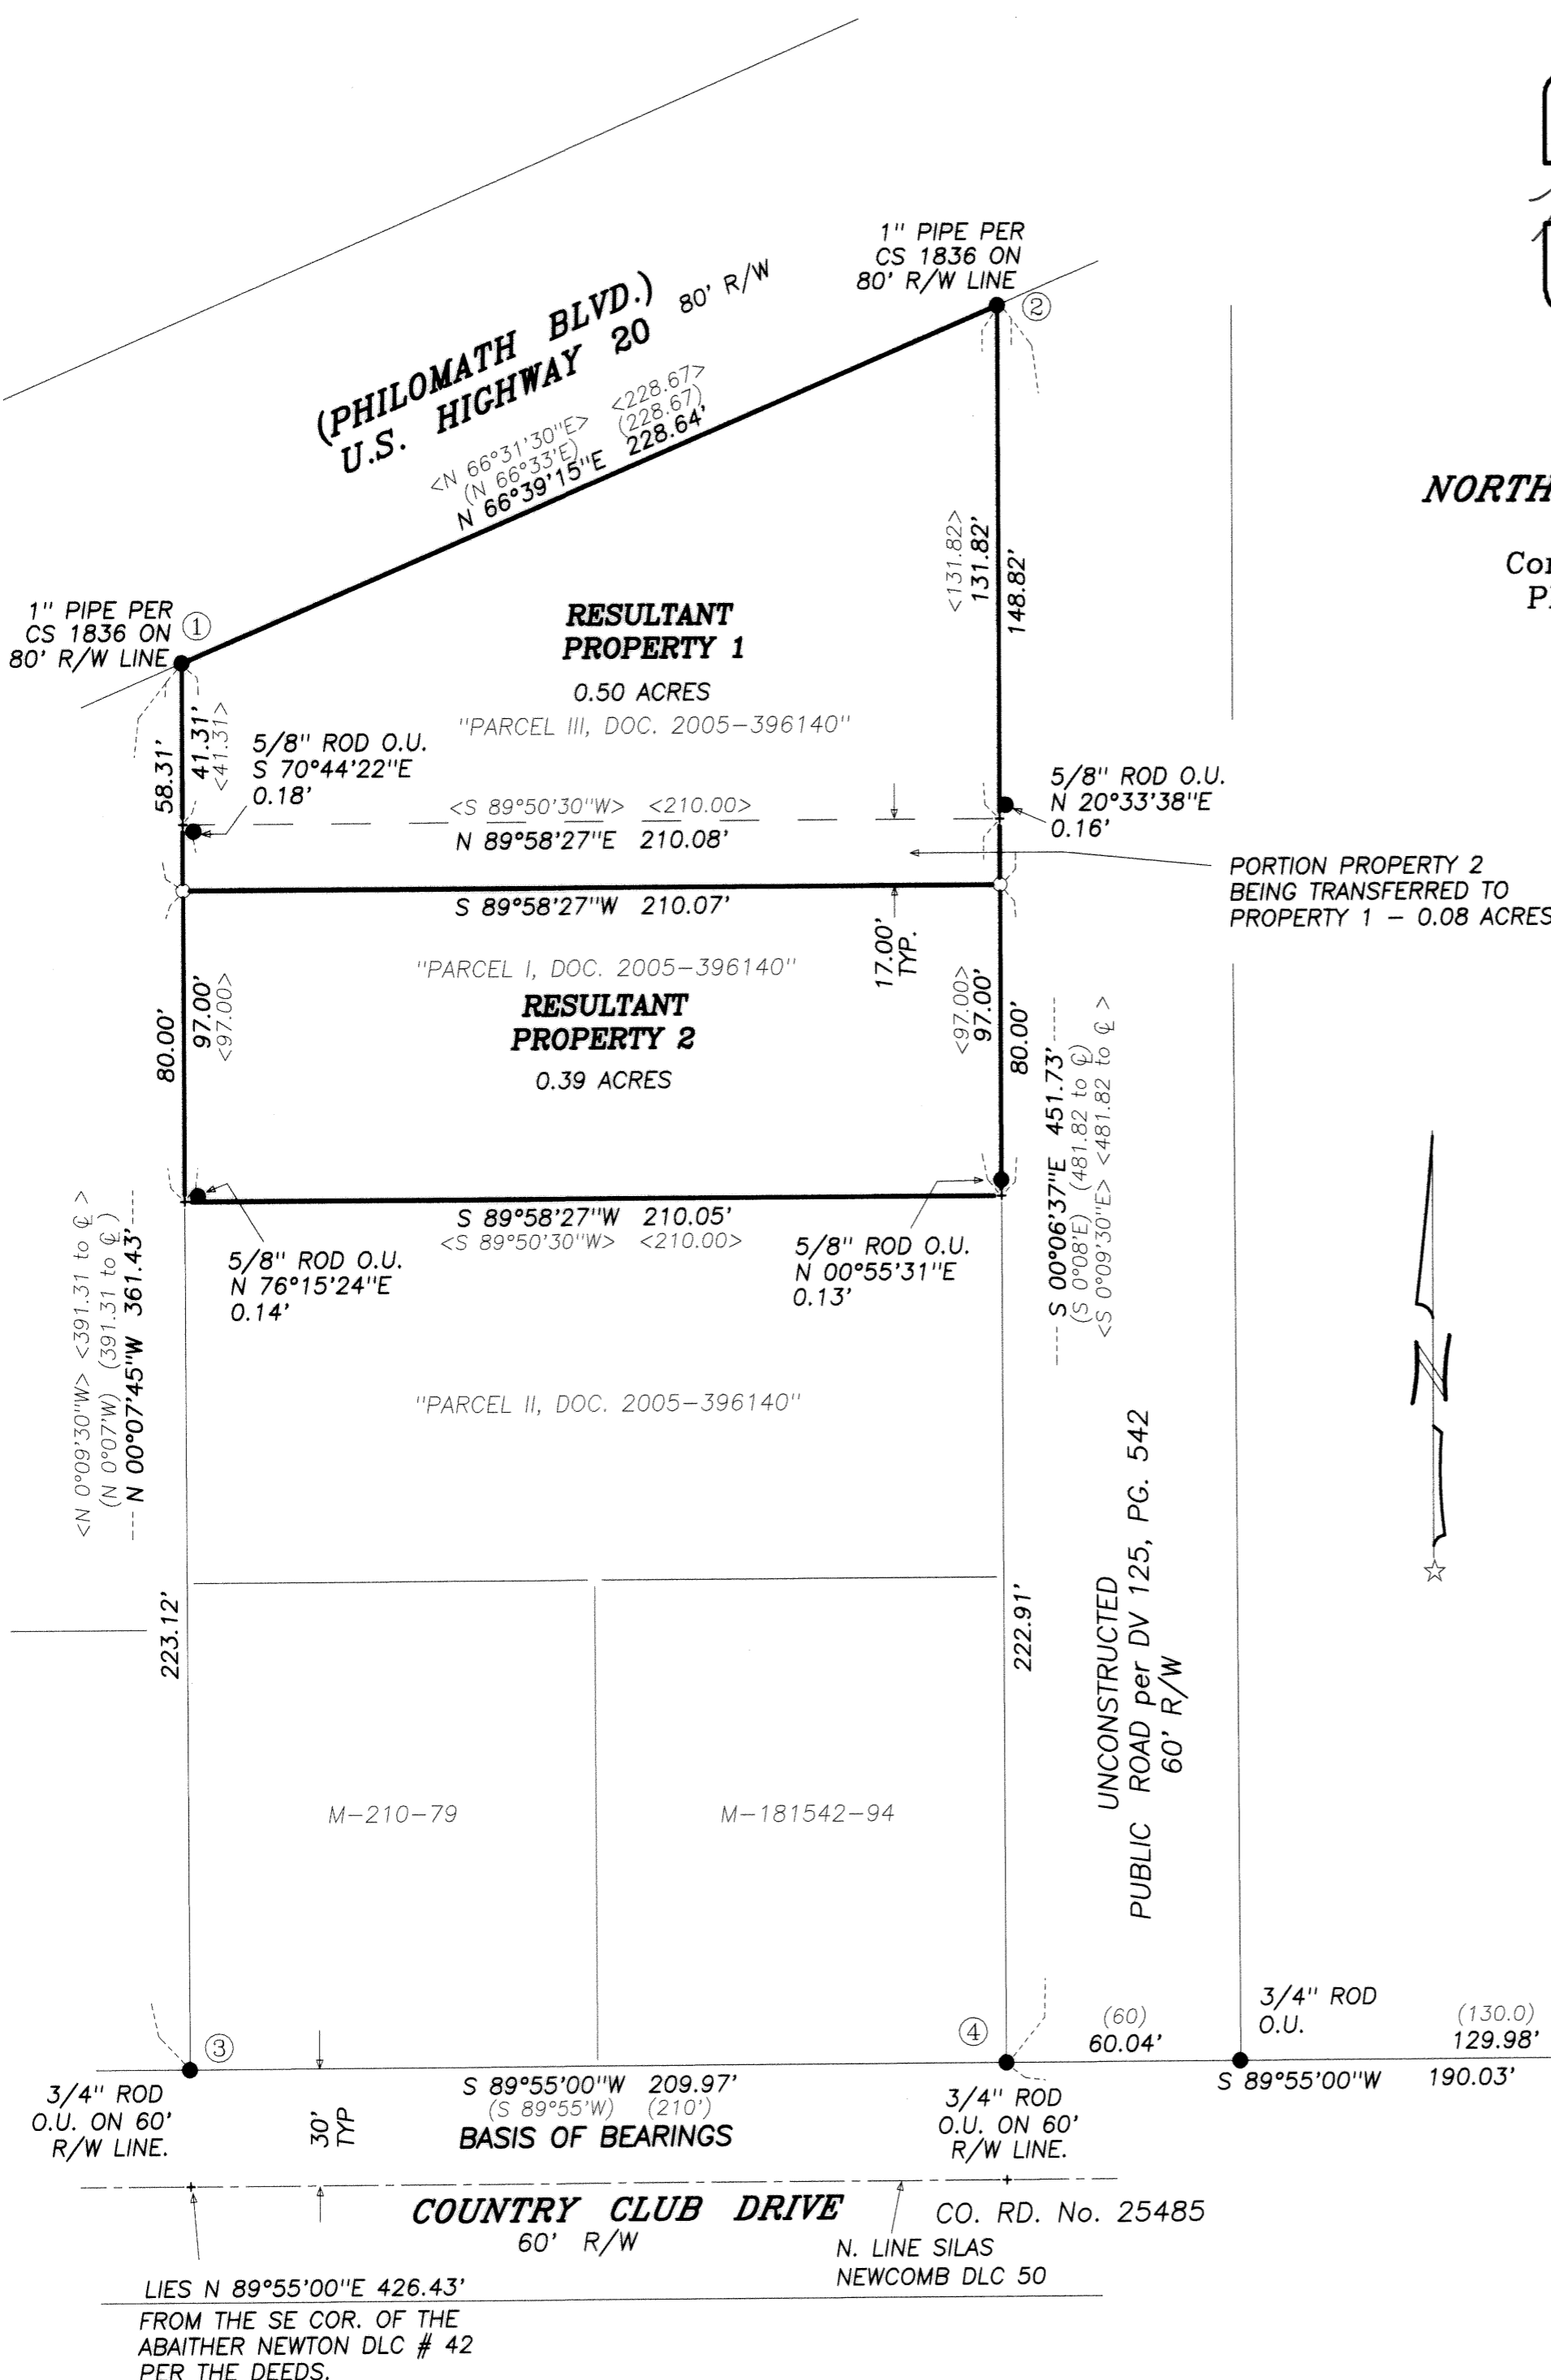 1" PIPE PER
CS 1836 ON
80' R/W LINE
②
(PHILOMATH BLVD.)
U.S. HIGHWAY 20
80' R/W
<N 66°31'30"E> <228.67>
(N 66°33'E) (228.67)
N 66°39'15"E 228.64'
NORTH
Cor
1" PIPE PER
CS 1836 ON
80' R/W LINE
①
RESULTANT
PROPERTY 1
0.50 ACRES
"PARCEL III, DOC. 2005-396140"
<131.82>
131.82'
148.82'
58.31'
41.31'
<41.31>
5/8" ROD O.U.
S 70°44'22"E
0.18'
<S 89°50'30"W> <210.00>
N 89°58'27"E 210.08'
5/8" ROD O.U.
N 20°33'38"E
0.16'
PORTION PROPERTY 2
BEING TRANSFERRED TO
PROPERTY 1 - 0.08 ACRES
S 89°58'27"W 210.07'
17.00'
TYP.
"PARCEL I, DOC. 2005-396140"
RESULTANT
PROPERTY 2
0.39 ACRES
80.00'
97.00'
<97.00>
<97.00>
97.00'
80.00'
S 00°06'37"E 451.73'
(S 0°08'E) (481.82 to ℄)
<S 0°09'30"E> <481.82 to ℄ >
S 89°58'27"W 210.05'
<S 89°50'30"W> <210.00>
5/8" ROD O.U.
N 76°15'24"E
0.14'
5/8" ROD O.U.
N 00°55'31"E
0.13'
<N 0°09'30"W> <391.31 to ℄ >
(N 0°07'W) (391.31 to ℄ )
N 00°07'45"W 361.43'
"PARCEL II, DOC. 2005-396140"
N
223.12'
222.91'
UNCONSTRUCTED
PUBLIC ROAD per DV 125, PG. 542
60' R/W
M-210-79
M-181542-94
③
④
(60)
60.04'
3/4" ROD
O.U.
(130.0)
129.98'
S 89°55'00"W 190.03'
3/4" ROD
O.U. ON 60'
R/W LINE.
30'
TYP
S 89°55'00"W 209.97'
(S 89°55'W) (210')
BASIS OF BEARINGS
3/4" ROD
O.U. ON 60'
R/W LINE.
COUNTRY CLUB DRIVE
60' R/W
CO. RD. No. 25485
N. LINE SILAS
NEWCOMB DLC 50
LIES N 89°55'00"E 426.43'
FROM THE SE COR. OF THE
ABAITHER NEWTON DLC # 42
PER THE DEEDS.